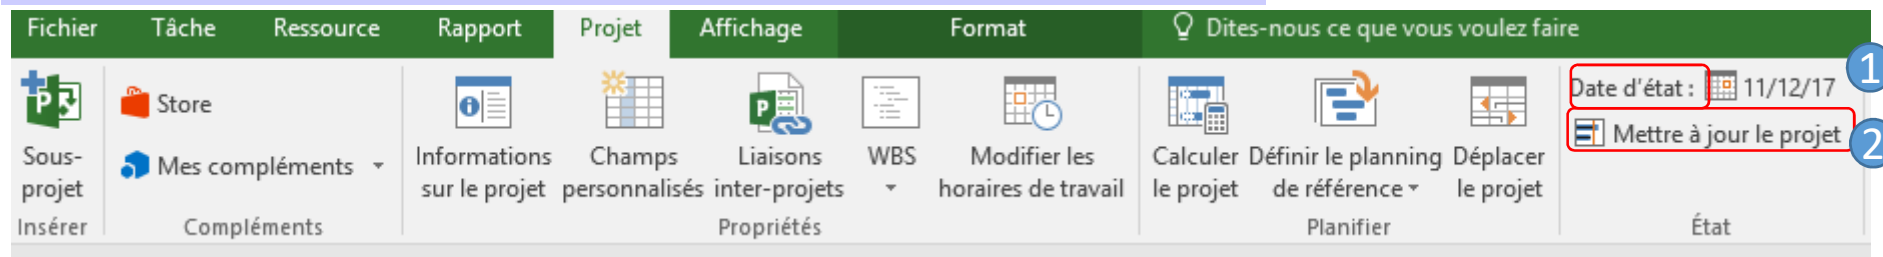 Fichier Tâche Ressource Rapport Projet Affichage Format Dites-nous ce que vous voulez faire
Sous-
projet
Insérer
Store
Mes compléments
Compléments
Informations
sur le projet
Champs
personnalisés
Liaisons
inter-projets
WBS
Modifier les
horaires de travail
Propriétés
Calculer
le projet
Définir le planning
de référence
Déplacer
le projet
Planifier
Date d'état : 11/12/17
1
Mettre à jour le projet
2
État